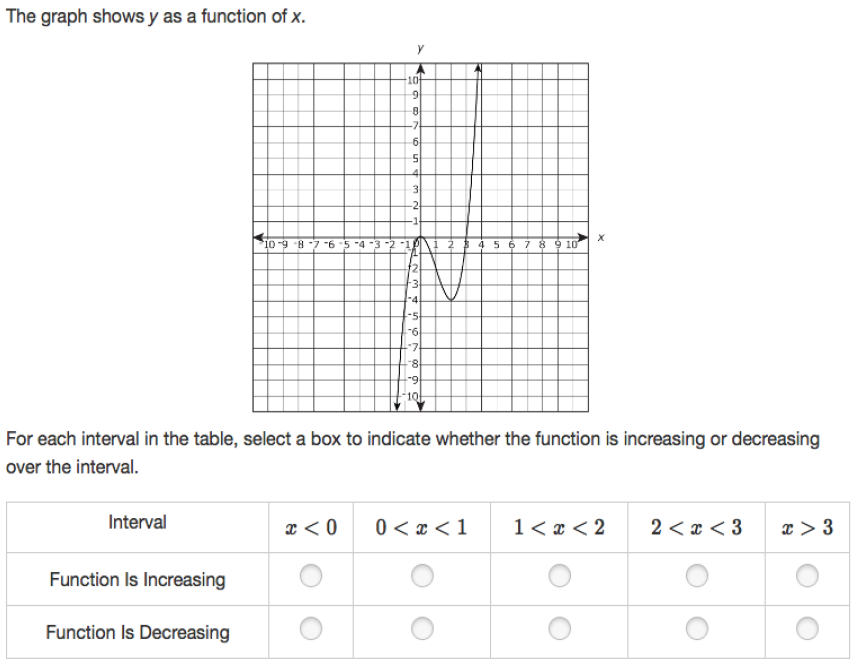 The graph shows y as a function of x.
y
10
9
8
7
6
5
4
3
2
1
-10 -9 -8 -7 -6 -5 -4 -3 -2 -1 0 1 2 3 4 5 6 7 8 9 10 x
-1
-2
-3
-4
-5
-6
-7
-8
-9
-10
For each interval in the table, select a box to indicate whether the function is increasing or decreasing
over the interval.
Interval x < 0 0 < x < 1 1 < x < 2 2 < x < 3 x > 3
Function Is Increasing
Function Is Decreasing